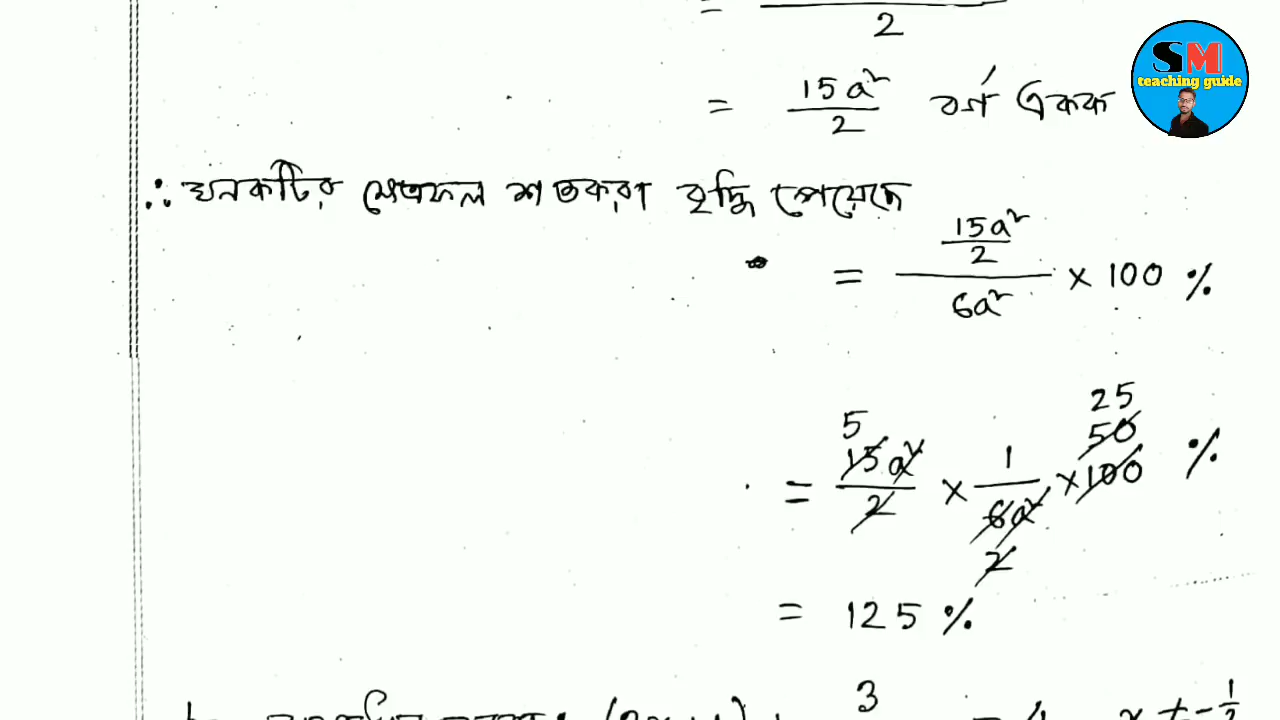 = 2
SM
teaching guide
= 15a²/2 বর্গ একক
∴ ঘনকটির ক্ষেত্রফল শতকরা বৃদ্ধি পেয়েছে
= (15a²/2)/6a² × 100 %
5 25
50
= 15a²/2 × 1/6a² × 100 %
2
= 125 %
3